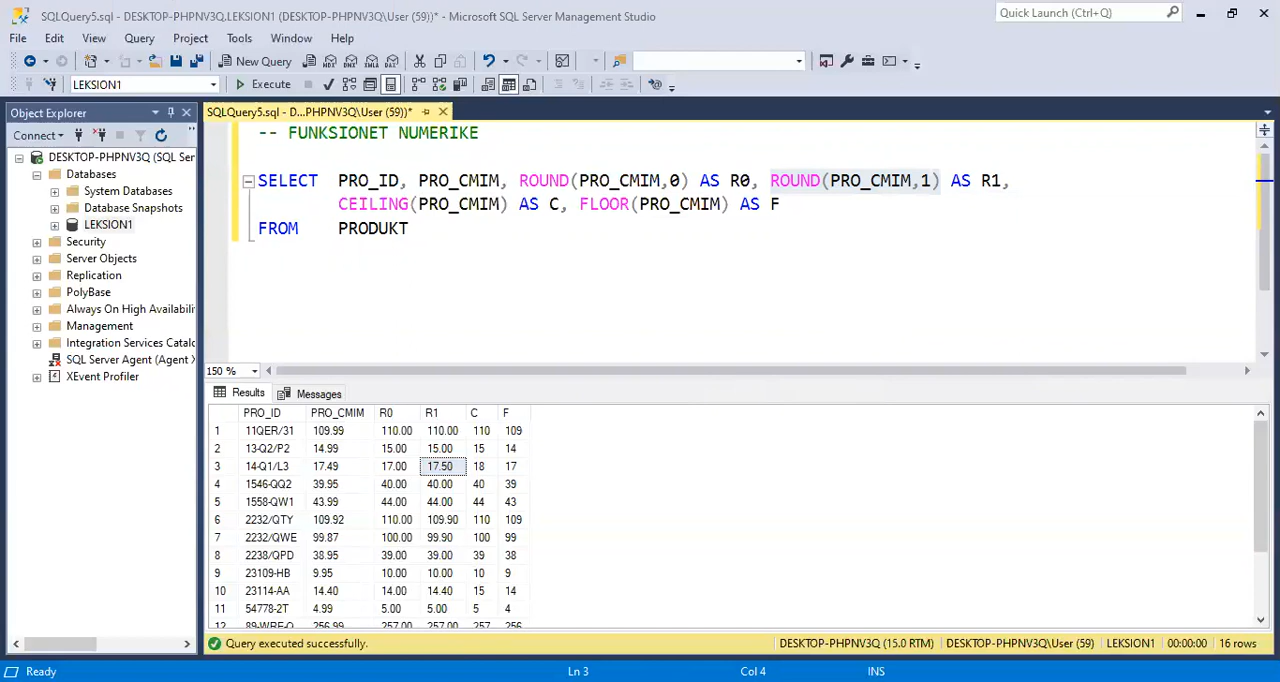 SQLQuery5.sql - DESKTOP-PHPNV3Q.LEKSION1 (DESKTOP-PHPNV3Q\User (59))* - Microsoft SQL Server Management Studio
Quick Launch (Ctrl+Q)
File Edit View Query Project Tools Window Help
New Query
LEKSION1 Execute
Object Explorer
SQLQuery5.sql - D...PHPNV3Q\User (59))*
Connect
DESKTOP-PHPNV3Q (SQL Ser
Databases
System Databases
Database Snapshots
LEKSION1
Security
Server Objects
Replication
PolyBase
Always On High Availabili
Management
Integration Services Catalo
SQL Server Agent (Agent X
XEvent Profiler
-- FUNKSIONET NUMERIKE
SELECT PRO_ID, PRO_CMIM, ROUND(PRO_CMIM,0) AS R0, ROUND(PRO_CMIM,1) AS R1,
CEILING(PRO_CMIM) AS C, FLOOR(PRO_CMIM) AS F
FROM PRODUKT
150 %
Results Messages
PRO_ID PRO_CMIM R0 R1 C F
1 11QER/31 109.99 110.00 110.00 110 109
2 13-Q2/P2 14.99 15.00 15.00 15 14
3 14-Q1/L3 17.49 17.00 17.50 18 17
4 1546-QQ2 39.95 40.00 40.00 40 39
5 1558-QW1 43.99 44.00 44.00 44 43
6 2232/QTY 109.92 110.00 109.90 110 109
7 2232/QWE 99.87 100.00 99.90 100 99
8 2238/QPD 38.95 39.00 39.00 39 38
9 23109-HB 9.95 10.00 10.00 10 9
10 23114-AA 14.40 14.00 14.40 15 14
11 54778-2T 4.99 5.00 5.00 5 4
12 89-WRE-Q 256.99 257.00 257.00 257 256
Query executed successfully.
DESKTOP-PHPNV3Q (15.0 RTM) DESKTOP-PHPNV3Q\User (59) LEKSION1 00:00:00 16 rows
Ready Ln 3 Col 4 INS